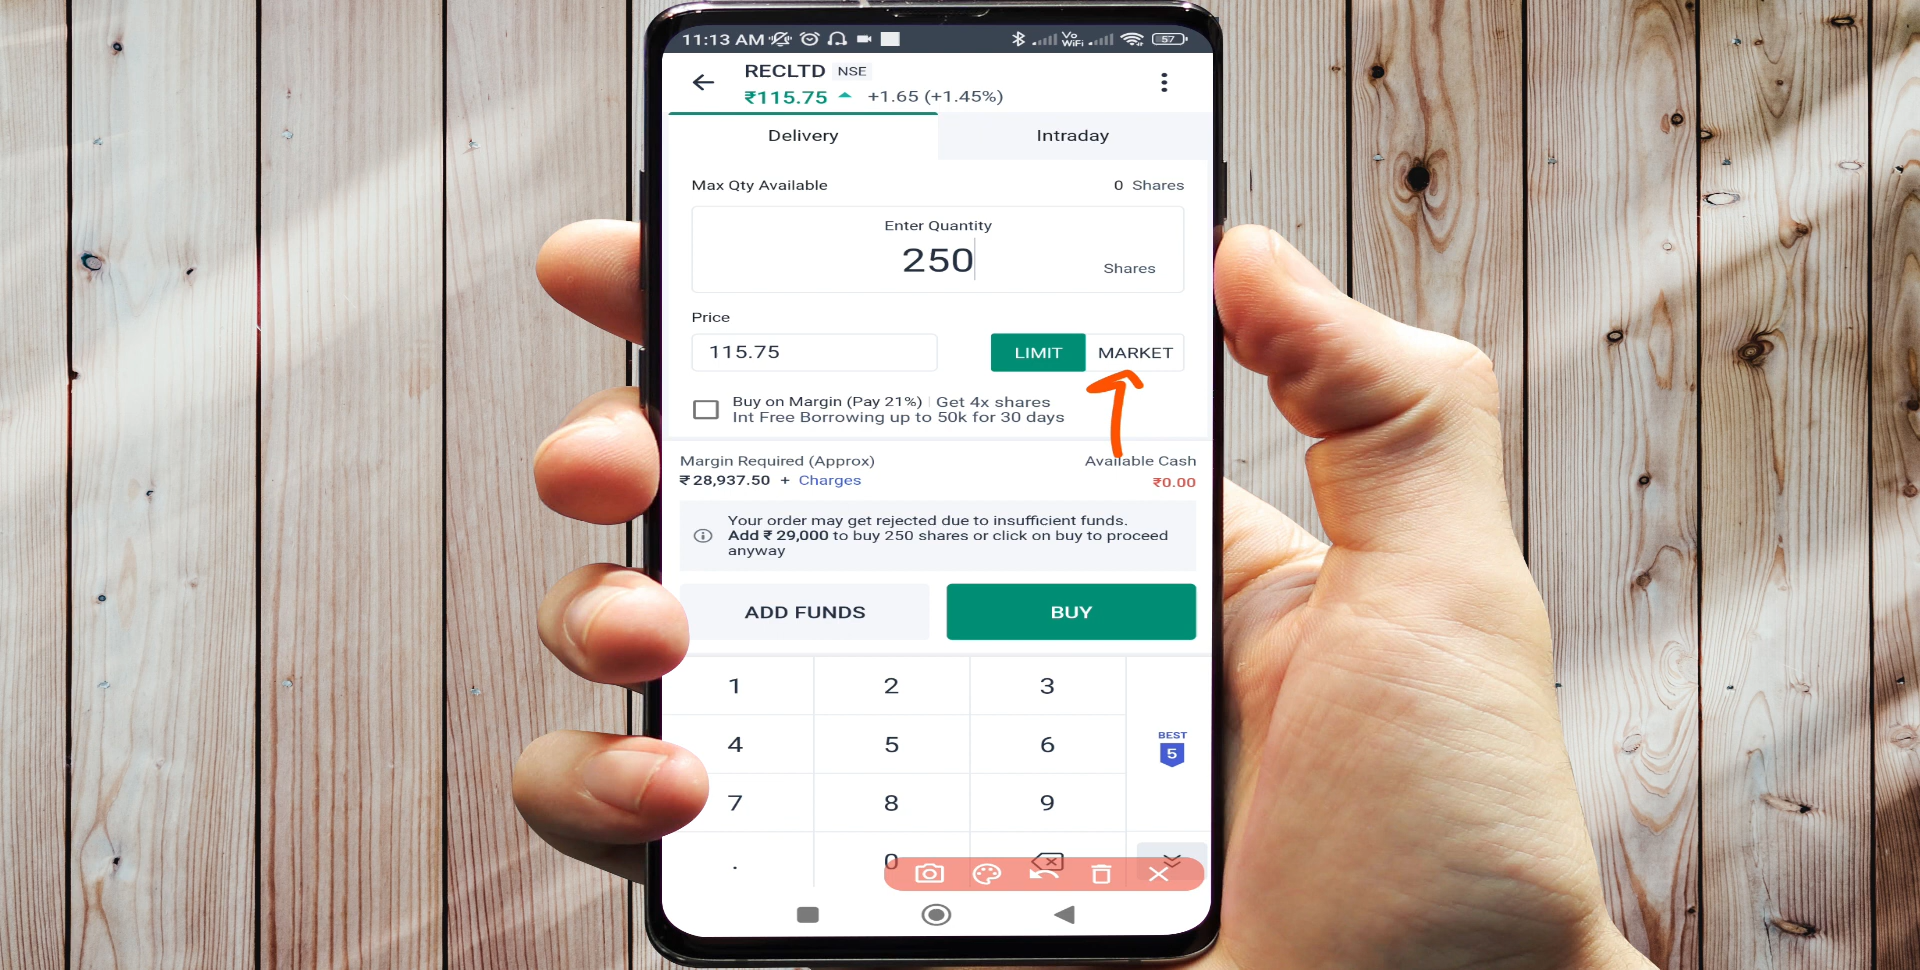 11:13 AM
Vo
WiFi
57
RECLTD NSE
₹115.75 +1.65 (+1.45%)
Delivery Intraday
Max Qty Available 0 Shares
Enter Quantity
250
Shares
Price
115.75 LIMIT MARKET
Buy on Margin (Pay 21%) | Get 4x shares
Int Free Borrowing up to 50k for 30 days
Margin Required (Approx) Available Cash
₹28,937.50 + Charges ₹0.00
Your order may get rejected due to insufficient funds.
Add ₹ 29,000 to buy 250 shares or click on buy to proceed
anyway
ADD FUNDS BUY
1 2 3
BEST
4 5 6 5
7 8 9
. 0